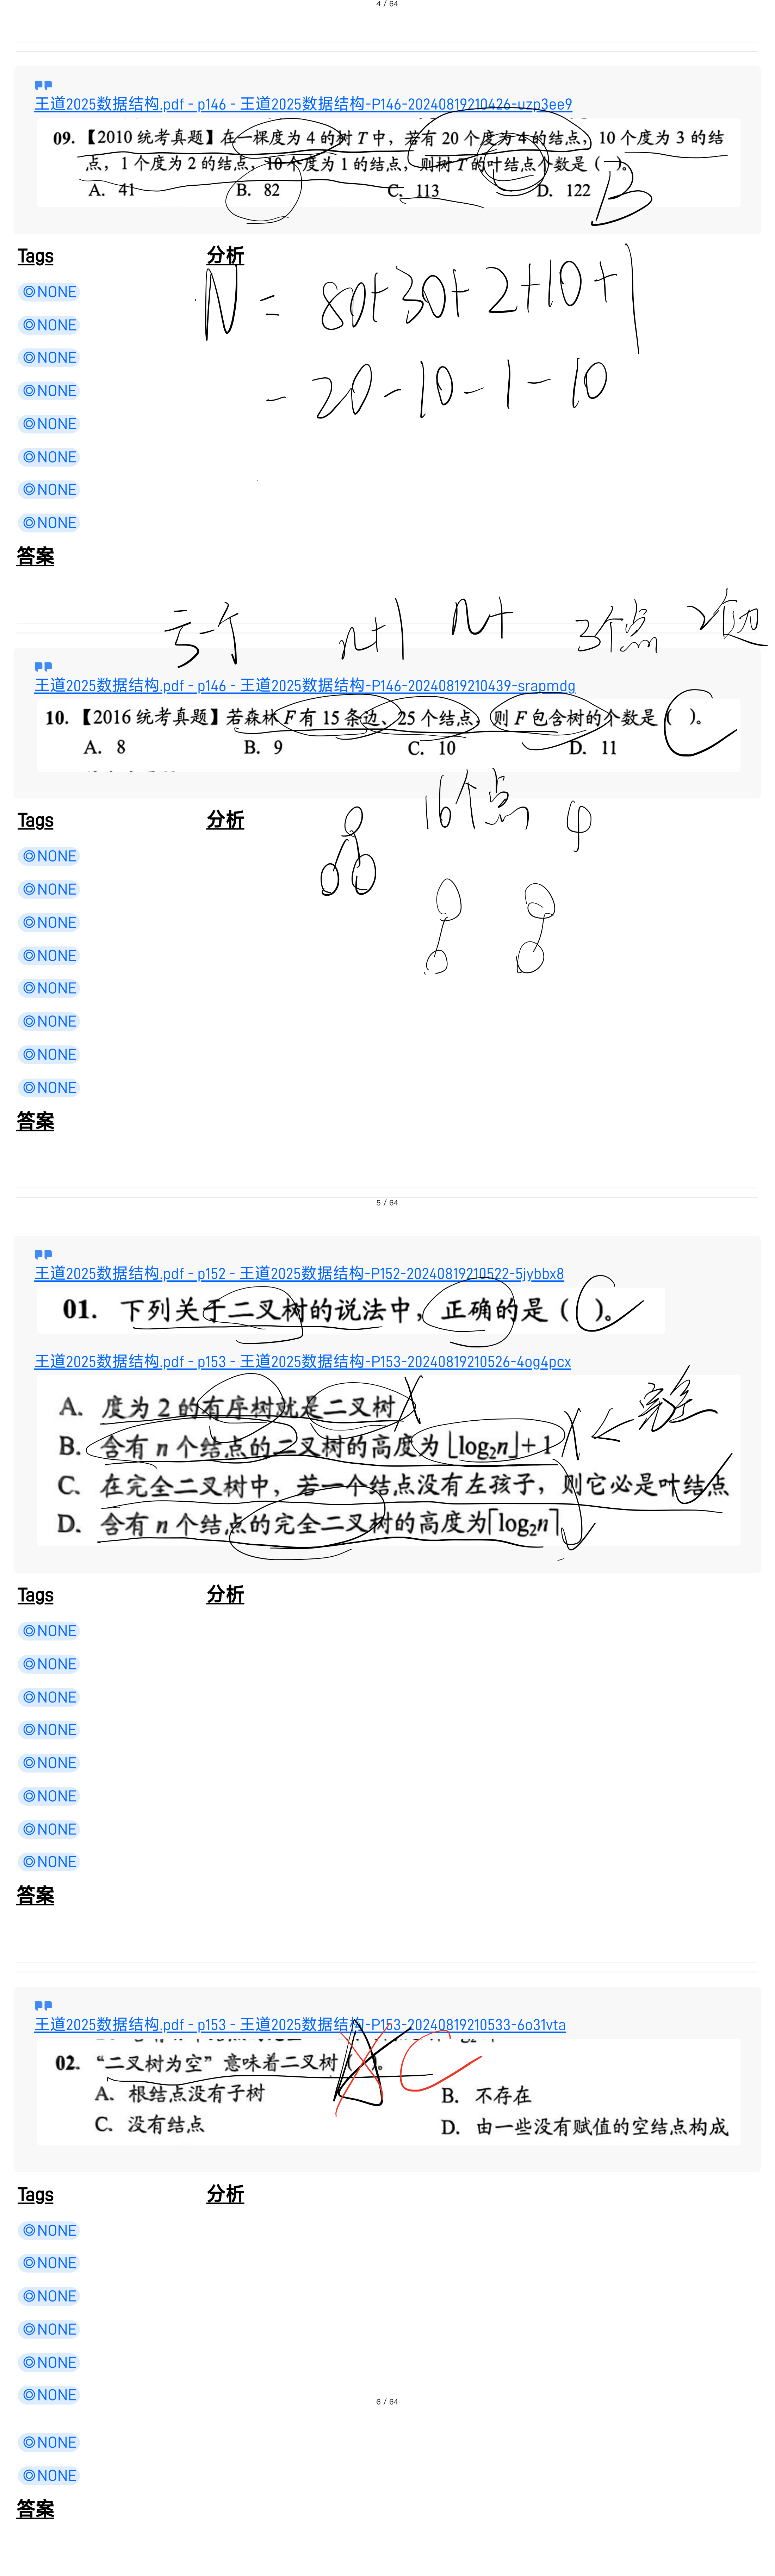 4 / 64
王道2025数据结构.pdf - p146 - 王道2025数据结构-P146-20240819210426-uzp3ee9
09. 【2010 统考真题】在一棵度为 4 的树 T 中，若有 20 个度为 4 的结点，10 个度为 3 的结
点，1 个度为 2 的结点，10 个度为 1 的结点，则树 T 的叶结点个数是（ ）。
B
A. 41 B. 82 C. 113 D. 122
Tags 分析
N = 80+30+2+10+1
- 20 - 10 - 1 - 10
◎NONE
◎NONE
◎NONE
◎NONE
◎NONE
◎NONE
◎NONE
◎NONE
答案
n+1 n+ 3个点 2个边
王道2025数据结构.pdf - p146 - 王道2025数据结构-P146-20240819210439-srapmdg
10. 【2016 统考真题】若森林 F 有 15 条边、25 个结点，则 F 包含树的个数是（ ）。
C
A. 8 B. 9 C. 10 D. 11
16个点
Tags 分析
◎NONE
◎NONE
◎NONE
◎NONE
◎NONE
◎NONE
◎NONE
◎NONE
答案
5 / 64
王道2025数据结构.pdf - p152 - 王道2025数据结构-P152-20240819210522-5jybbx8
01. 下列关于二叉树的说法中，正确的是（ ）。
C
王道2025数据结构.pdf - p153 - 王道2025数据结构-P153-20240819210526-4og4pcx
A. 度为 2 的有序树就是二叉树
B. 含有 n 个结点的二叉树的高度为⌊log₂n⌋+1
← 完全
C. 在完全二叉树中，若一个结点没有左孩子，则它必是叶结点
D. 含有 n 个结点的完全二叉树的高度为⌈log₂n⌉
Tags 分析
◎NONE
◎NONE
◎NONE
◎NONE
◎NONE
◎NONE
◎NONE
◎NONE
答案
王道2025数据结构.pdf - p153 - 王道2025数据结构-P153-20240819210533-6o31vta
02. “二叉树为空”意味着二叉树（ ）。
C
A. 根结点没有子树 B. 不存在
C. 没有结点 D. 由一些没有赋值的空结点构成
Tags 分析
◎NONE
◎NONE
◎NONE
◎NONE
◎NONE
◎NONE
6 / 64
◎NONE
◎NONE
答案